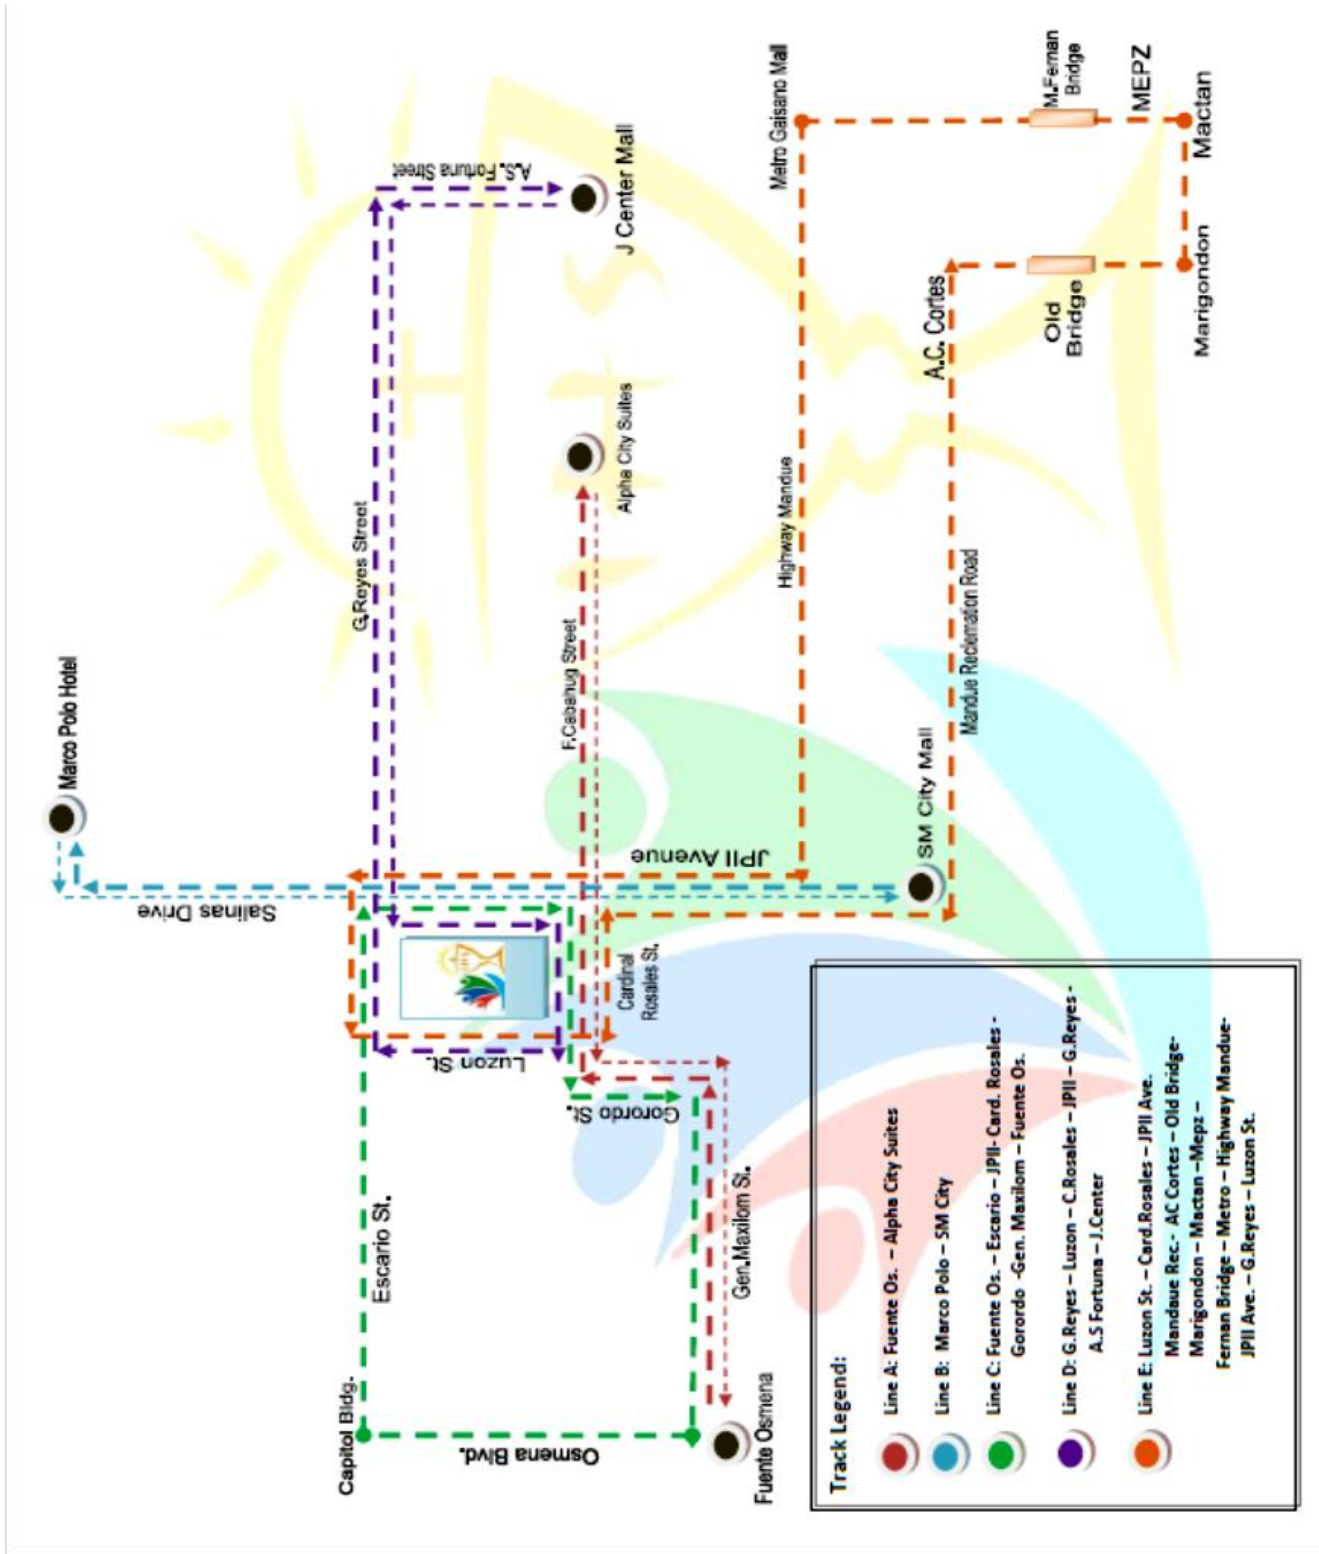 Marco Polo Hotel
Salinas Drive
G.Reyes Street
A.S. Fortuna Street
J Center Mall
Alpha City Suites
F.Cabahug Street
Metro Gaisano Mall
M.Fernan
Bridge
MEPZ
Mactan
Marigondon
Old
Bridge
A.C. Cortes
Highway Mandue
Mandue Reclemation Road
SM City Mall
JPII Avenue
Cardinal
Rosales St.
Luzon St.
Gorordo St.
Gen.Maxilom St.
Escario St.
Capitol Bldg.
Osmena Blvd.
Fuente Osmena
Track Legend:
Line A: Fuente Os. – Alpha City Suites
Line B: Marco Polo – SM City
Line C: Fuente Os. – Escario – JPII- Card. Rosales -
Gorordo -Gen. Maxilom – Fuente Os.
Line D: G.Reyes – Luzon – C.Rosales – JPII – G.Reyes -
A.S Fortuna – J.Center
Line E: Luzon St. – Card.Rosales – JPII Ave.
Mandaue Rec.- AC Cortes – Old Bridge-
Marigondon – Mactan –Mepz –
Fernan Bridge – Metro – Highway Mandue-
JPII Ave. – G.Reyes – Luzon St.